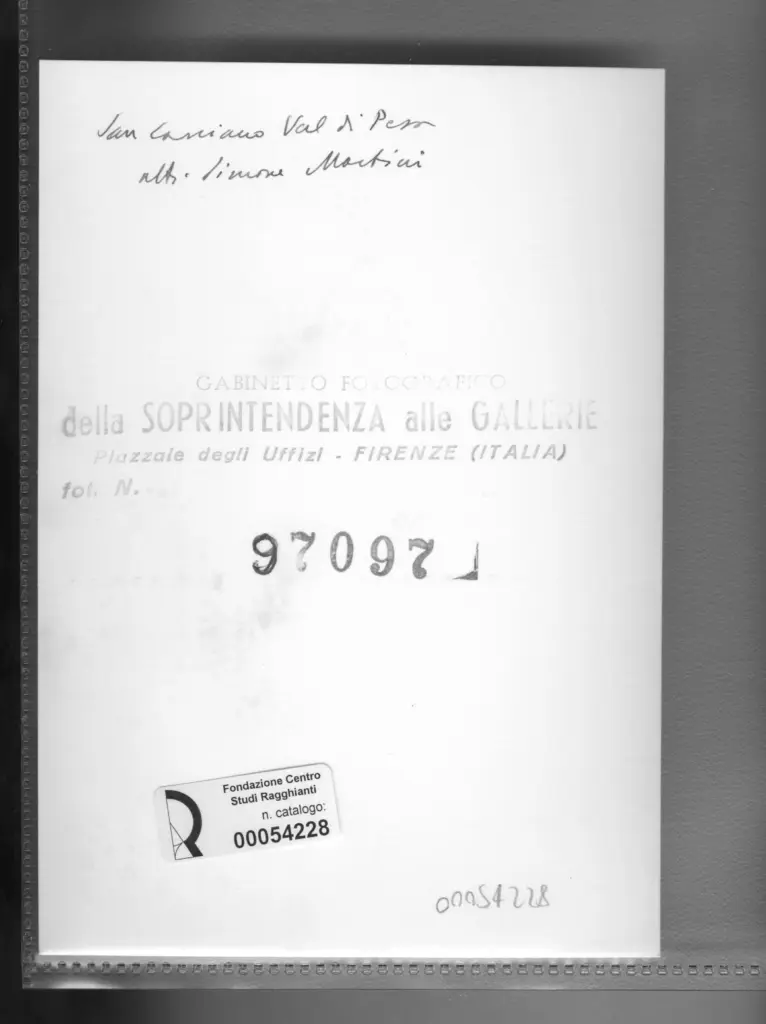 San Casciano Val di Pesa
attr. Simone Martini
GABINETTO FOTOGRAFICO
della SOPRINTENDENZA alle GALLERIE
Piazzale degli Uffizi - FIRENZE (ITALIA)
fot. N.
97097
Fondazione Centro
Studi Ragghianti
n. catalogo:
00054228
00054228